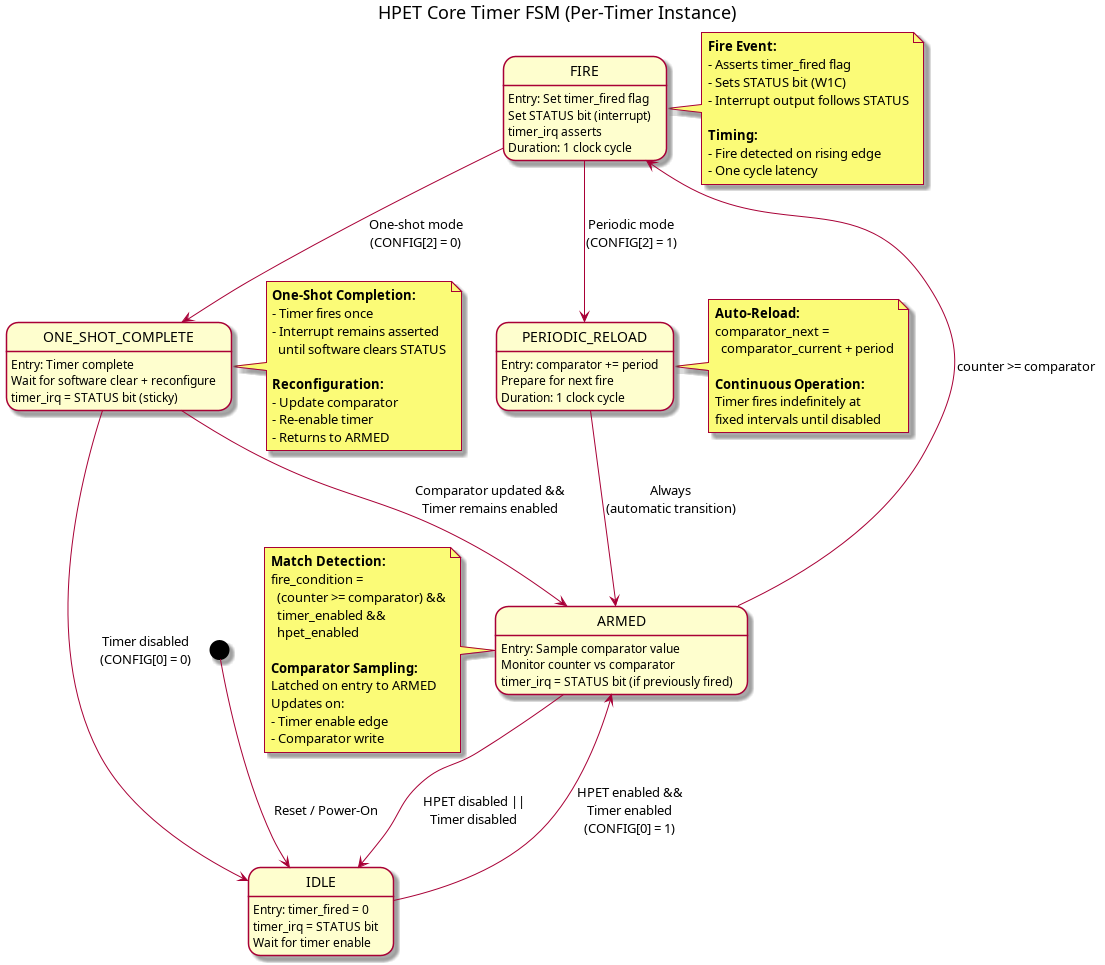 HPET Core Timer FSM (Per-Timer Instance)
FIRE
Entry: Set timer_fired flag
Set STATUS bit (interrupt)
timer_irq asserts
Duration: 1 clock cycle
Fire Event:
- Asserts timer_fired flag
- Sets STATUS bit (W1C)
- Interrupt output follows STATUS
Timing:
- Fire detected on rising edge
- One cycle latency
One-shot mode
(CONFIG[2] = 0)
Periodic mode
(CONFIG[2] = 1)
counter >= comparator
ONE_SHOT_COMPLETE
Entry: Timer complete
Wait for software clear + reconfigure
timer_irq = STATUS bit (sticky)
One-Shot Completion:
- Timer fires once
- Interrupt remains asserted
until software clears STATUS
Reconfiguration:
- Update comparator
- Re-enable timer
- Returns to ARMED
PERIODIC_RELOAD
Entry: comparator += period
Prepare for next fire
Duration: 1 clock cycle
Auto-Reload:
comparator_next =
comparator_current + period
Continuous Operation:
Timer fires indefinitely at
fixed intervals until disabled
Comparator updated &&
Timer remains enabled
Always
(automatic transition)
Match Detection:
fire_condition =
(counter >= comparator) &&
timer_enabled &&
hpet_enabled
Comparator Sampling:
Latched on entry to ARMED
Updates on:
- Timer enable edge
- Comparator write
ARMED
Entry: Sample comparator value
Monitor counter vs comparator
timer_irq = STATUS bit (if previously fired)
Timer disabled
(CONFIG[0] = 0)
Reset / Power-On
HPET disabled ||
Timer disabled
HPET enabled &&
Timer enabled
(CONFIG[0] = 1)
IDLE
Entry: timer_fired = 0
timer_irq = STATUS bit
Wait for timer enable